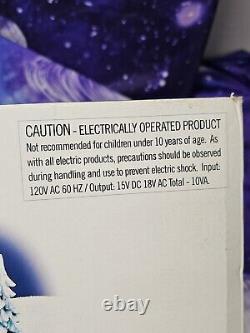 CAUTION - ELECTRICALLY OPERATED PRODUCT
Not recommended for children under 10 years of age. As
with all electric products, precautions should be observed
during handling and use to prevent electric shock. Input:
120V AC 60 HZ / Output: 15V DC 18V AC Total - 10VA.